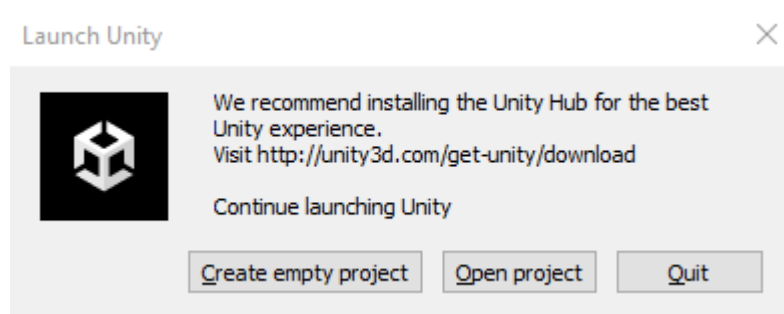 Launch Unity
We recommend installing the Unity Hub for the best
Unity experience.
Visit http://unity3d.com/get-unity/download
Continue launching Unity
Create empty project Open project Quit